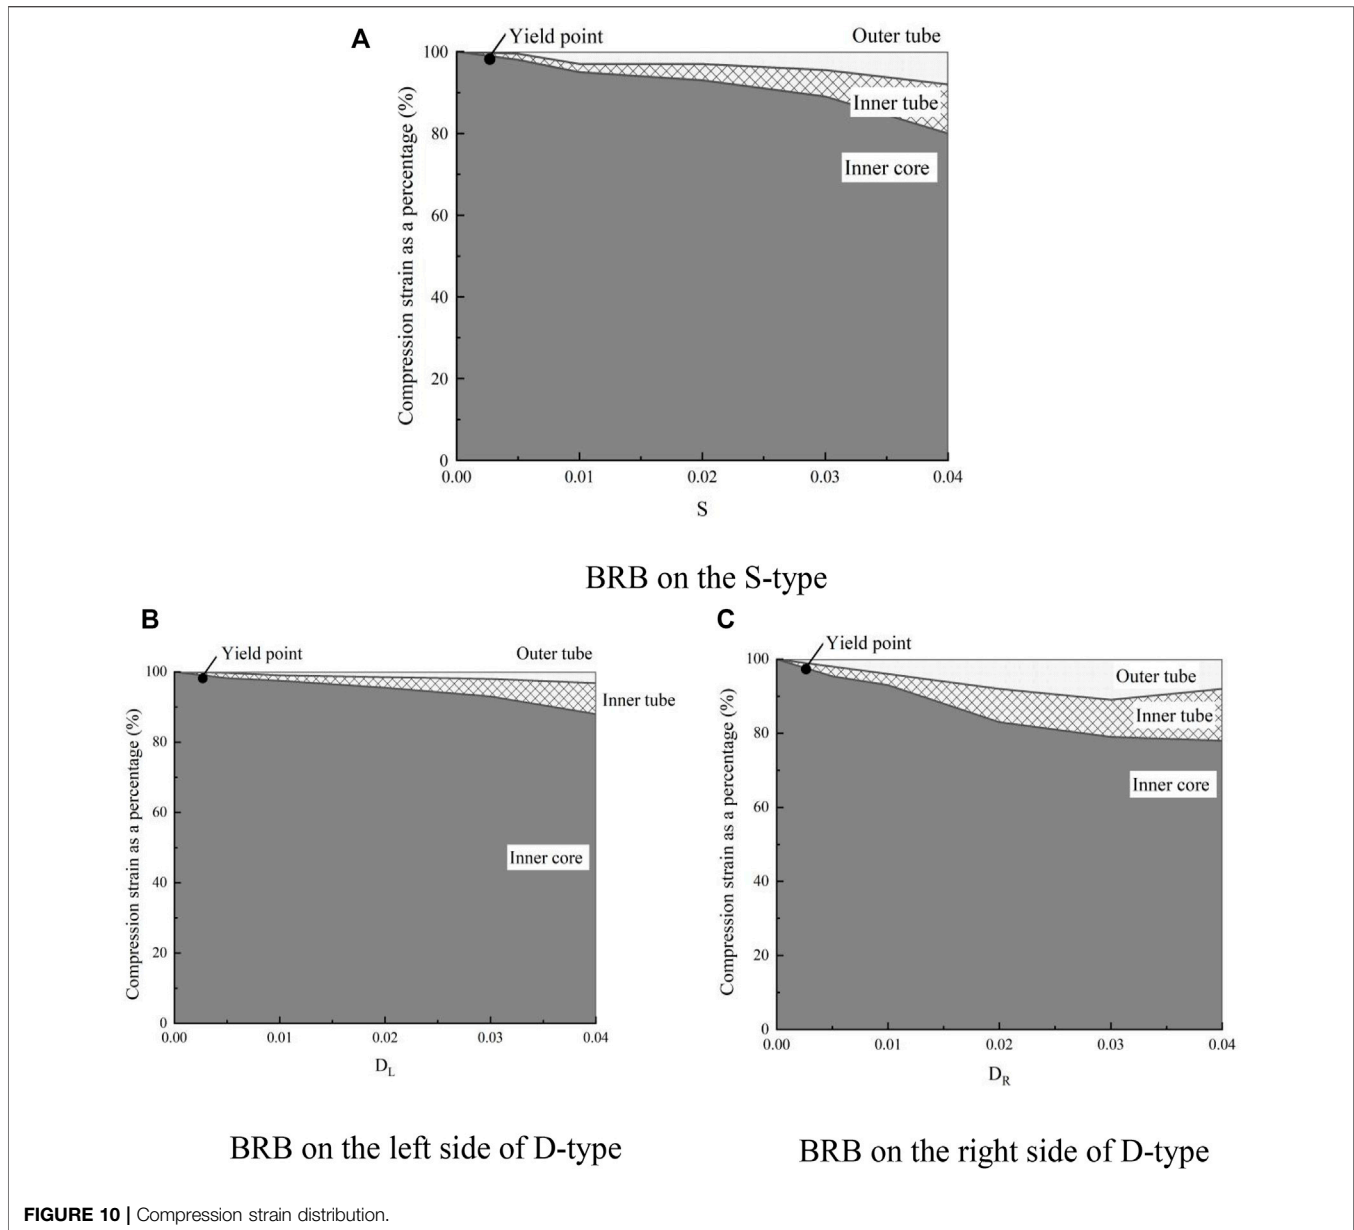 A
Yield point
Outer tube
100
Inner tube
80
Inner core
60
40
20
0
Compression strain as a percentage (%)
0.00 0.01 0.02 0.03 0.04
S
BRB on the S-type
B
Yield point
Outer tube
100
Inner tube
80
60
Inner core
40
20
0
Compression strain as a percentage (%)
0.00 0.01 0.02 0.03 0.04
D_L
BRB on the left side of D-type
C
Yield point
100
Outer tube
Inner tube
80
Inner core
60
40
20
0
Compression strain as a percentage (%)
0.00 0.01 0.02 0.03 0.04
D_R
BRB on the right side of D-type
FIGURE 10 | Compression strain distribution.